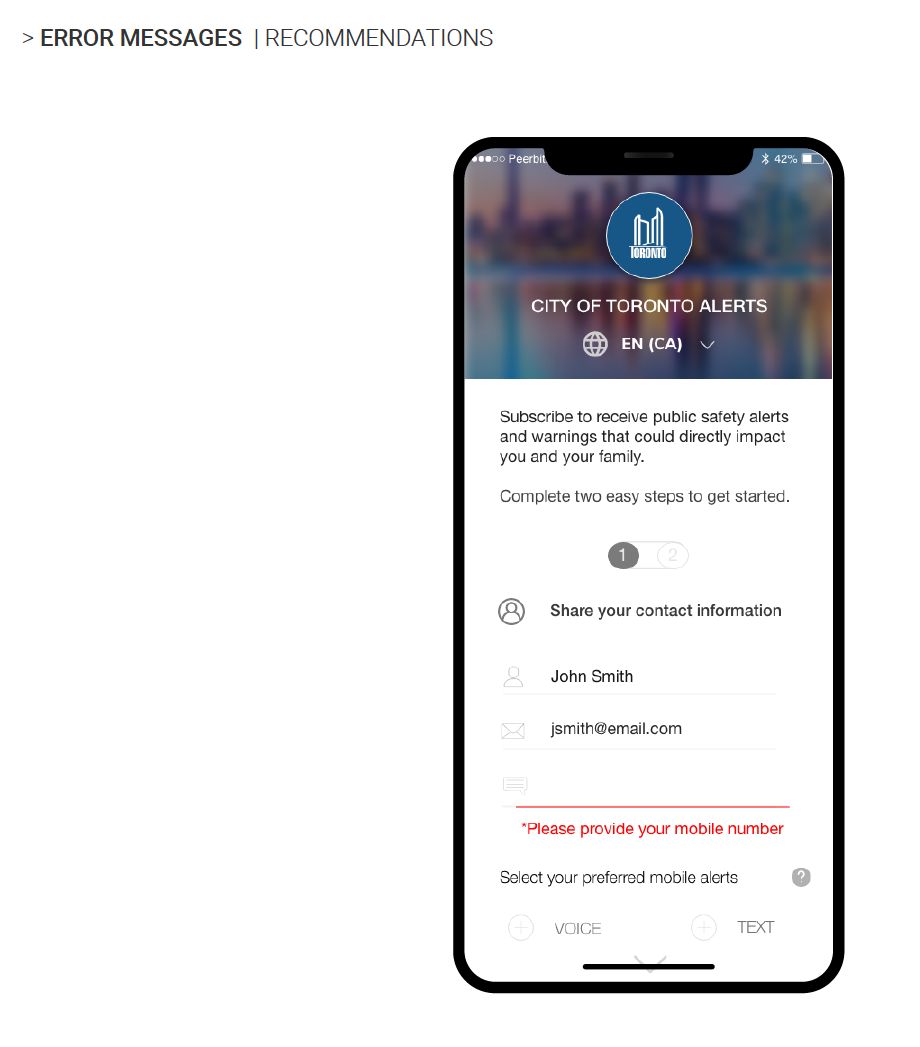 > ERROR MESSAGES | RECOMMENDATIONS
Peerbit
42%
TORONTO
CITY OF TORONTO ALERTS
EN (CA)
Subscribe to receive public safety alerts
and warnings that could directly impact
you and your family.
Complete two easy steps to get started.
1 2
Share your contact information
John Smith
jsmith@email.com
*Please provide your mobile number
Select your preferred mobile alerts ?
VOICE TEXT